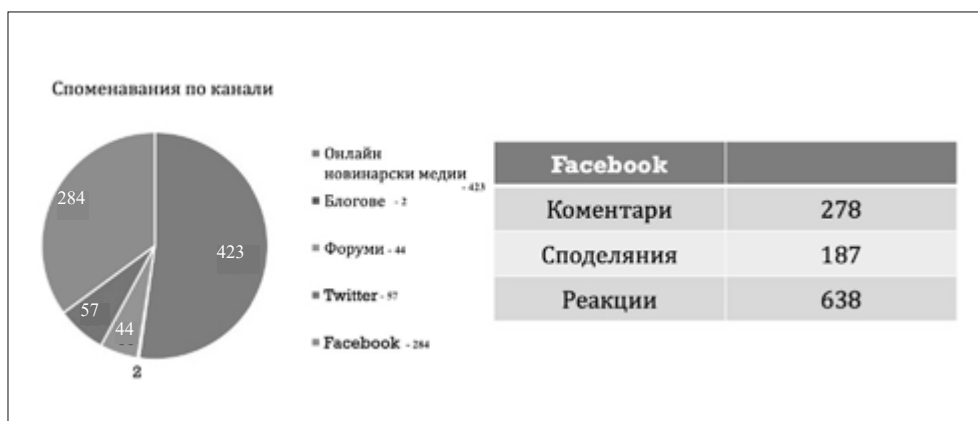 Споменавания по канали
284
423
57
44
2
Онлайн
новинарски медии
- 423
Блогове - 2
Форуми - 44
Twitter - 57
Facebook - 284
Facebook
Коментари 278
Споделяния 187
Реакции 638